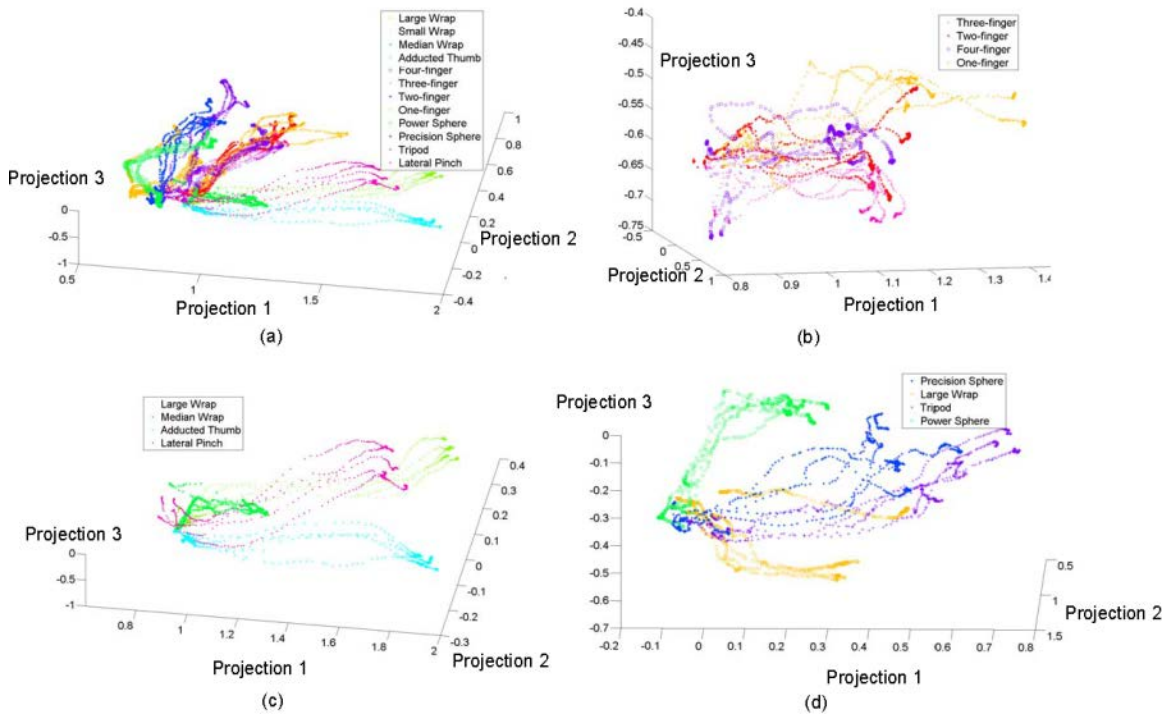 Large Wrap
Small Wrap
Median Wrap
Adducted Thumb
Four-finger
Three-finger
Two-finger
One-finger
Power Sphere
Precision Sphere
Tripod
Lateral Pinch
Projection 3
0
-0.5
-1
0.5
1
1.5
2
Projection 1
1
0.8
0.6
0.4
0.2
0
-0.2
-0.4
Projection 2
(a)
Three-finger
Two-finger
Four-finger
One-finger
Projection 3
-0.4
-0.45
-0.5
-0.55
-0.6
-0.65
-0.7
-0.75
-0.5
0
0.5
1
Projection 2
0.8
0.9
1
1.1
1.2
1.3
1.4
Projection 1
(b)
Large Wrap
Median Wrap
Adducted Thumb
Lateral Pinch
Projection 3
0
-0.5
-1
0.8
1
1.2
1.4
1.6
1.8
2
Projection 1
0.4
0.3
0.2
0.1
0
-0.1
-0.2
-0.3
Projection 2
(c)
Precision Sphere
Large Wrap
Tripod
Power Sphere
Projection 3
0
-0.1
-0.2
-0.3
-0.4
-0.5
-0.6
-0.7
-0.2
-0.1
0
0.1
0.2
0.3
0.4
0.5
0.6
0.7
0.8
Projection 1
0.5
1
1.5
Projection 2
(d)